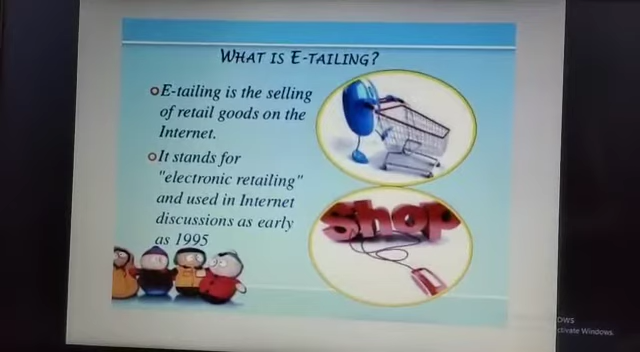 WHAT IS E-TAILING?
E-tailing is the selling
of retail goods on the
Internet.
It stands for
"electronic retailing"
and used in Internet
discussions as early
as 1995
shop
ctivate Windows.